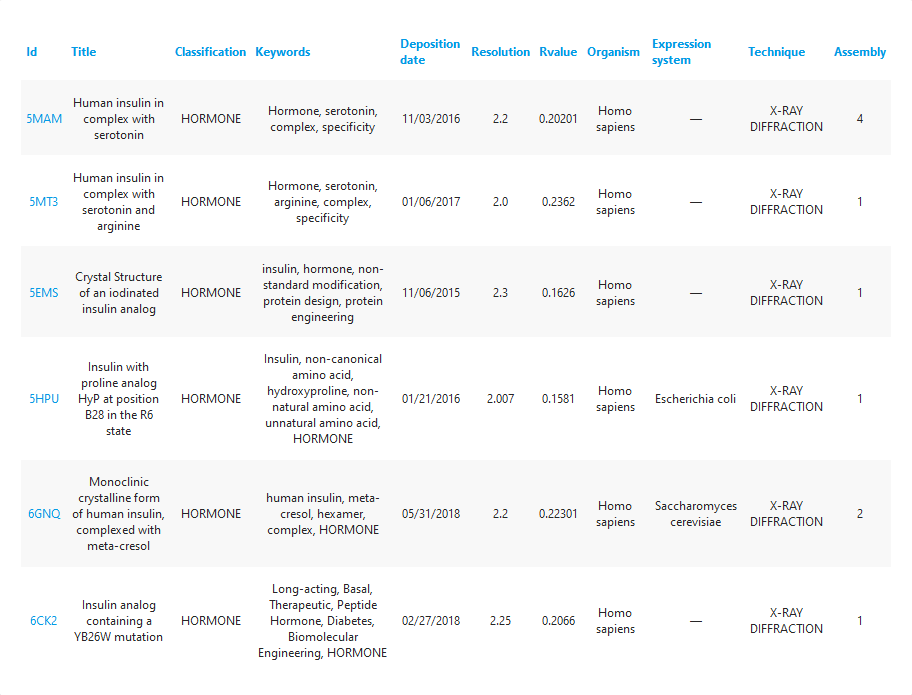 Id Title Classification Keywords Deposition date Resolution Rvalue Organism Expression system Technique Assembly
5MAM
Human insulin in
complex with
serotonin
HORMONE
Hormone, serotonin,
complex, specificity
11/03/2016
2.2
0.20201
Homo
sapiens
—
X-RAY
DIFFRACTION
4
5MT3
Human insulin in
complex with
serotonin and
arginine
HORMONE
Hormone, serotonin,
arginine, complex,
specificity
01/06/2017
2.0
0.2362
Homo
sapiens
—
X-RAY
DIFFRACTION
1
5EMS
Crystal Structure
of an iodinated
insulin analog
HORMONE
insulin, hormone, non-
standard modification,
protein design, protein
engineering
11/06/2015
2.3
0.1626
Homo
sapiens
—
X-RAY
DIFFRACTION
1
5HPU
Insulin with
proline analog
HyP at position
B28 in the R6
state
HORMONE
Insulin, non-canonical
amino acid,
hydroxyproline, non-
natural amino acid,
unnatural amino acid,
HORMONE
01/21/2016
2.007
0.1581
Homo
sapiens
Escherichia coli
X-RAY
DIFFRACTION
1
6GNQ
Monoclinic
crystalline form
of human insulin,
complexed with
meta-cresol
HORMONE
human insulin, meta-
cresol, hexamer,
complex, HORMONE
05/31/2018
2.2
0.22301
Homo
sapiens
Saccharomyces
cerevisiae
X-RAY
DIFFRACTION
2
6CK2
Insulin analog
containing a
YB26W mutation
HORMONE
Long-acting, Basal,
Therapeutic, Peptide
Hormone, Diabetes,
Biomolecular
Engineering, HORMONE
02/27/2018
2.25
0.2066
Homo
sapiens
—
X-RAY
DIFFRACTION
1